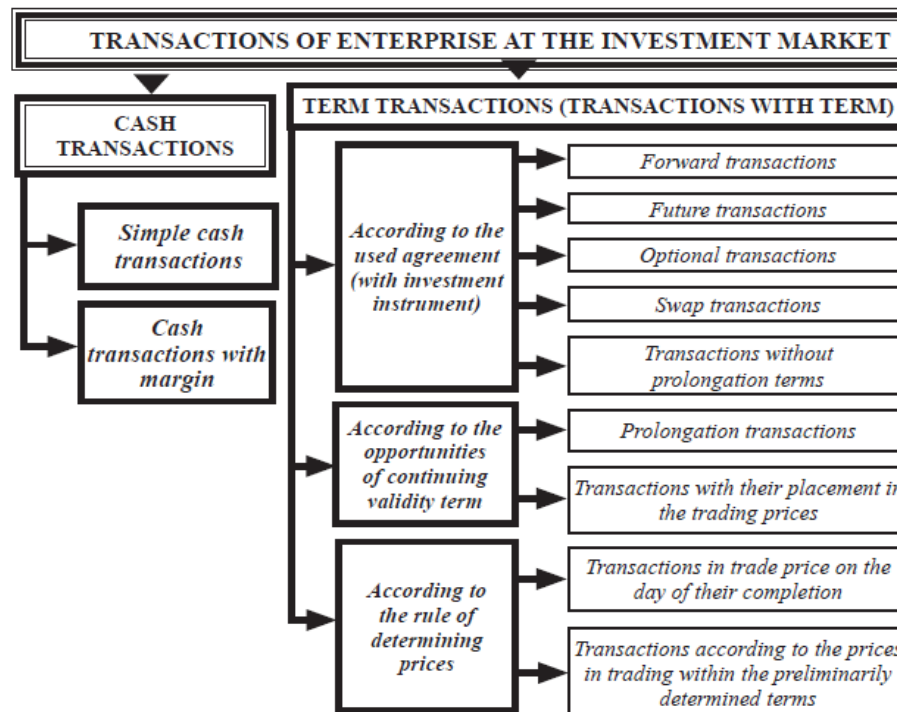 TRANSACTIONS OF ENTERPRISE AT THE INVESTMENT MARKET
CASH
TRANSACTIONS
Simple cash
transactions
Cash
transactions with
margin
TERM TRANSACTIONS (TRANSACTIONS WITH TERM)
According to the
used agreement
(with investment
instrument)
Forward transactions
Future transactions
Optional transactions
Swap transactions
Transactions without
prolongation terms
According to the
opportunities
of continuing
validity term
Prolongation transactions
Transactions with their placement in
the trading prices
According to
the rule of
determining
prices
Transactions in trade price on the
day of their completion
Transactions according to the prices
in trading within the preliminarily
determined terms